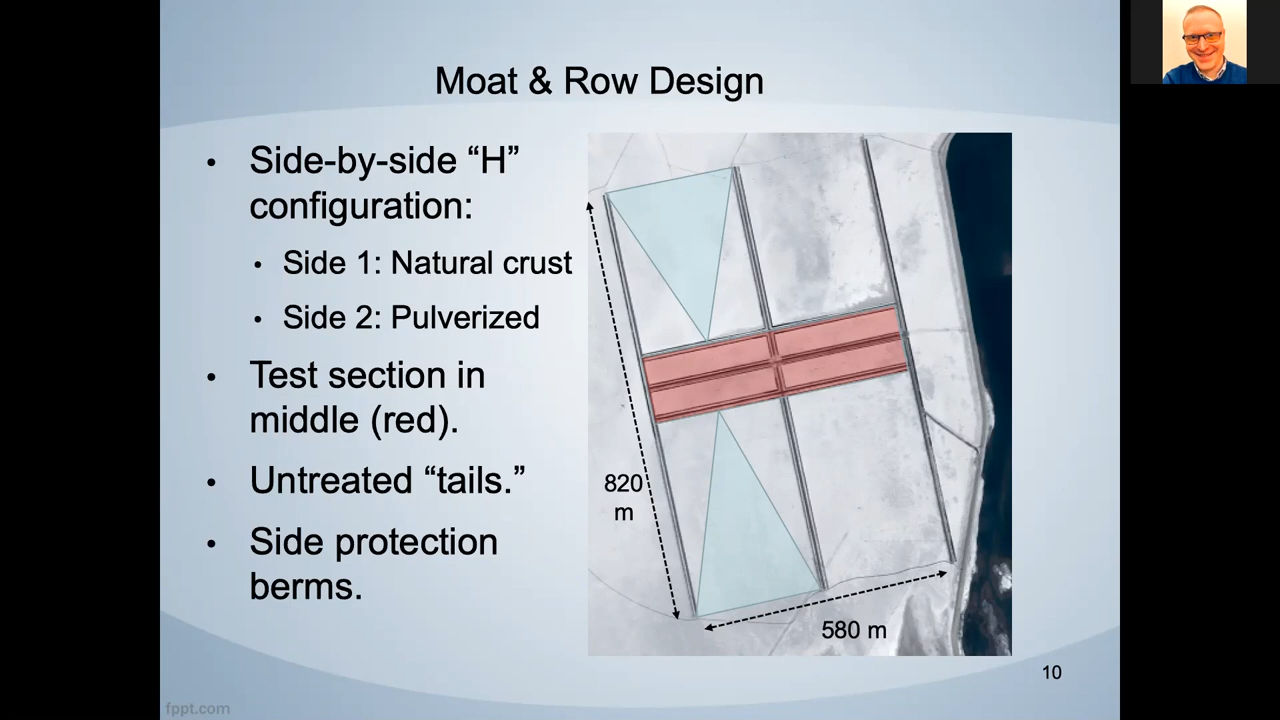 Moat & Row Design
• Side-by-side “H”
configuration:
• Side 1: Natural crust
• Side 2: Pulverized
• Test section in
middle (red).
• Untreated “tails.”
• Side protection
berms.
820
m
580 m
10
fppt.com